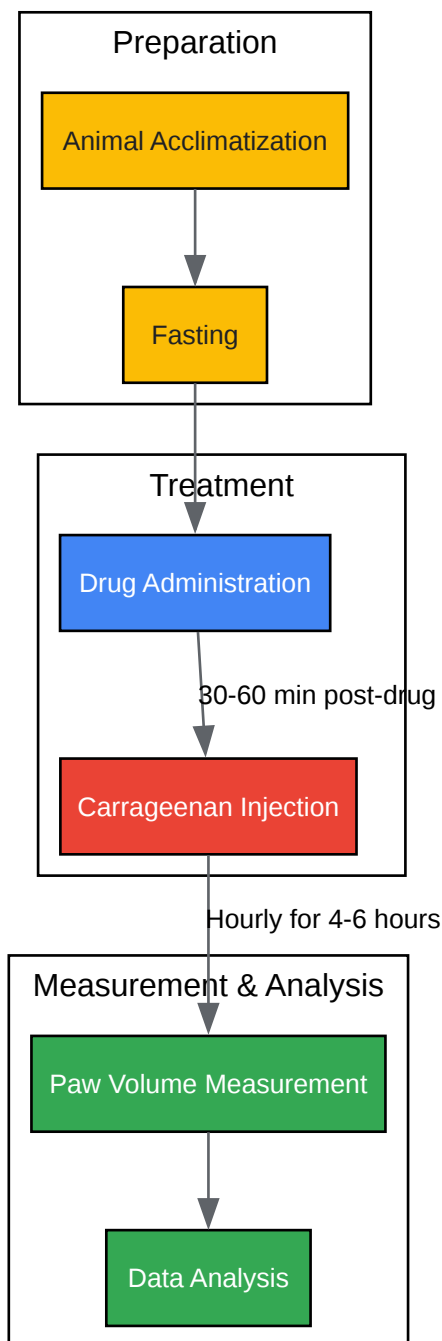 Preparation
Animal Acclimatization
Fasting
Treatment
Drug Administration
30-60 min post-drug
Carrageenan Injection
Hourly for 4-6 hours
Measurement & Analysis
Paw Volume Measurement
Data Analysis